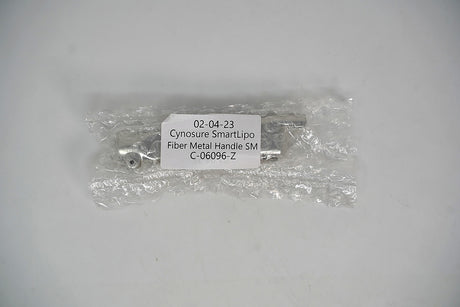 02-04-23
Cynosure SmartLipo
Fiber Metal Handle SM
C-06096-Z